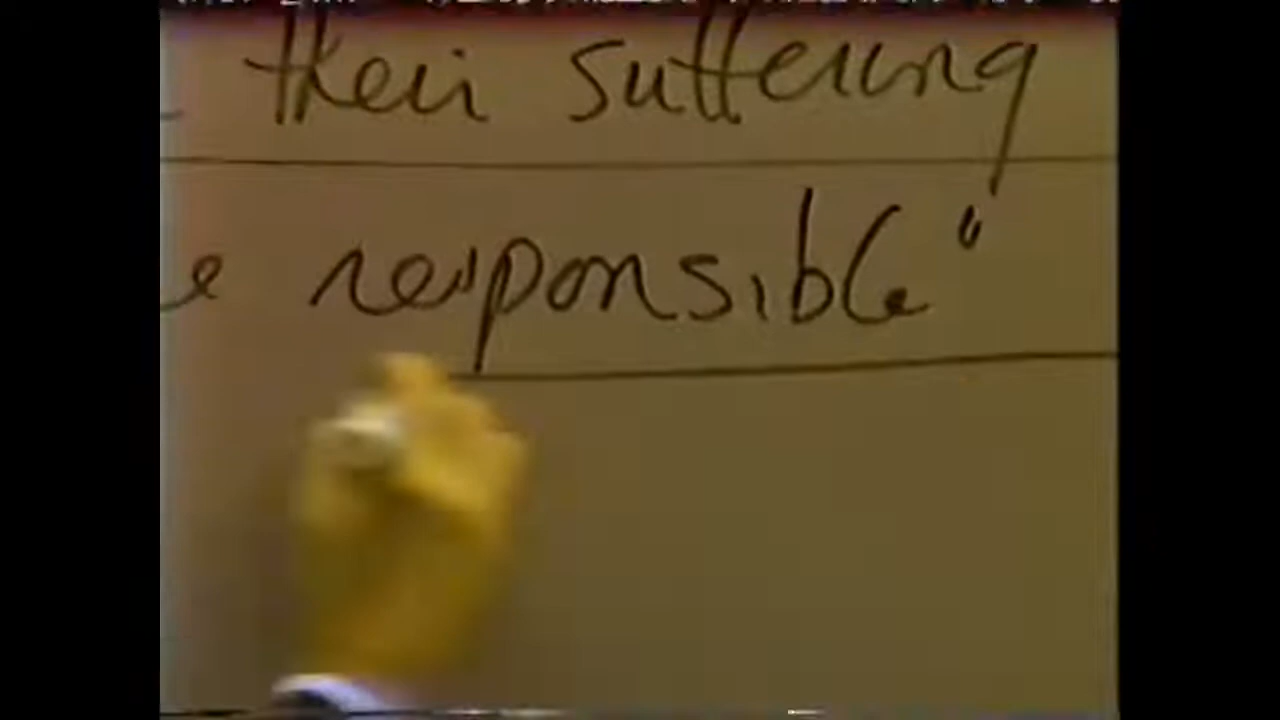 their suffering
e responsible"